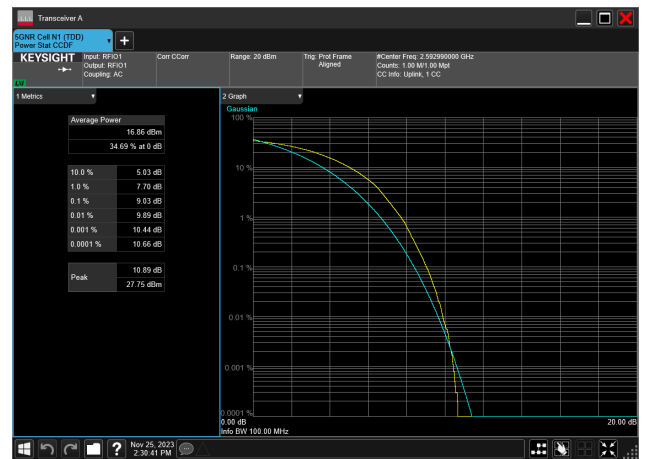 Transceiver A
5GNR Cell N1 (TDD)
Power Stat CCDF
KEYSIGHT
LXI
Input: RFIO1
Output: RFIO1
Coupling: AC
Corr CCorr
Range: 20 dBm
Trig: Prot Frame
Aligned
#Center Freq: 2.592990000 GHz
Counts: 1.00 M/1.00 Mpt
CC Info: Uplink, 1 CC
1 Metrics
Average Power
16.86 dBm
34.69 % at 0 dB
10.0 % 5.03 dB
1.0 % 7.70 dB
0.1 % 9.03 dB
0.01 % 9.89 dB
0.001 % 10.44 dB
0.0001 % 10.66 dB
Peak
10.89 dB
27.75 dBm
2 Graph
Gaussian
100 %
10 %
1 %
0.1 %
0.01 %
0.001 %
0.0001 %
0.00 dB 20.00 dB
Info BW 100.00 MHz
?
Nov 25, 2023
2:30:41 PM